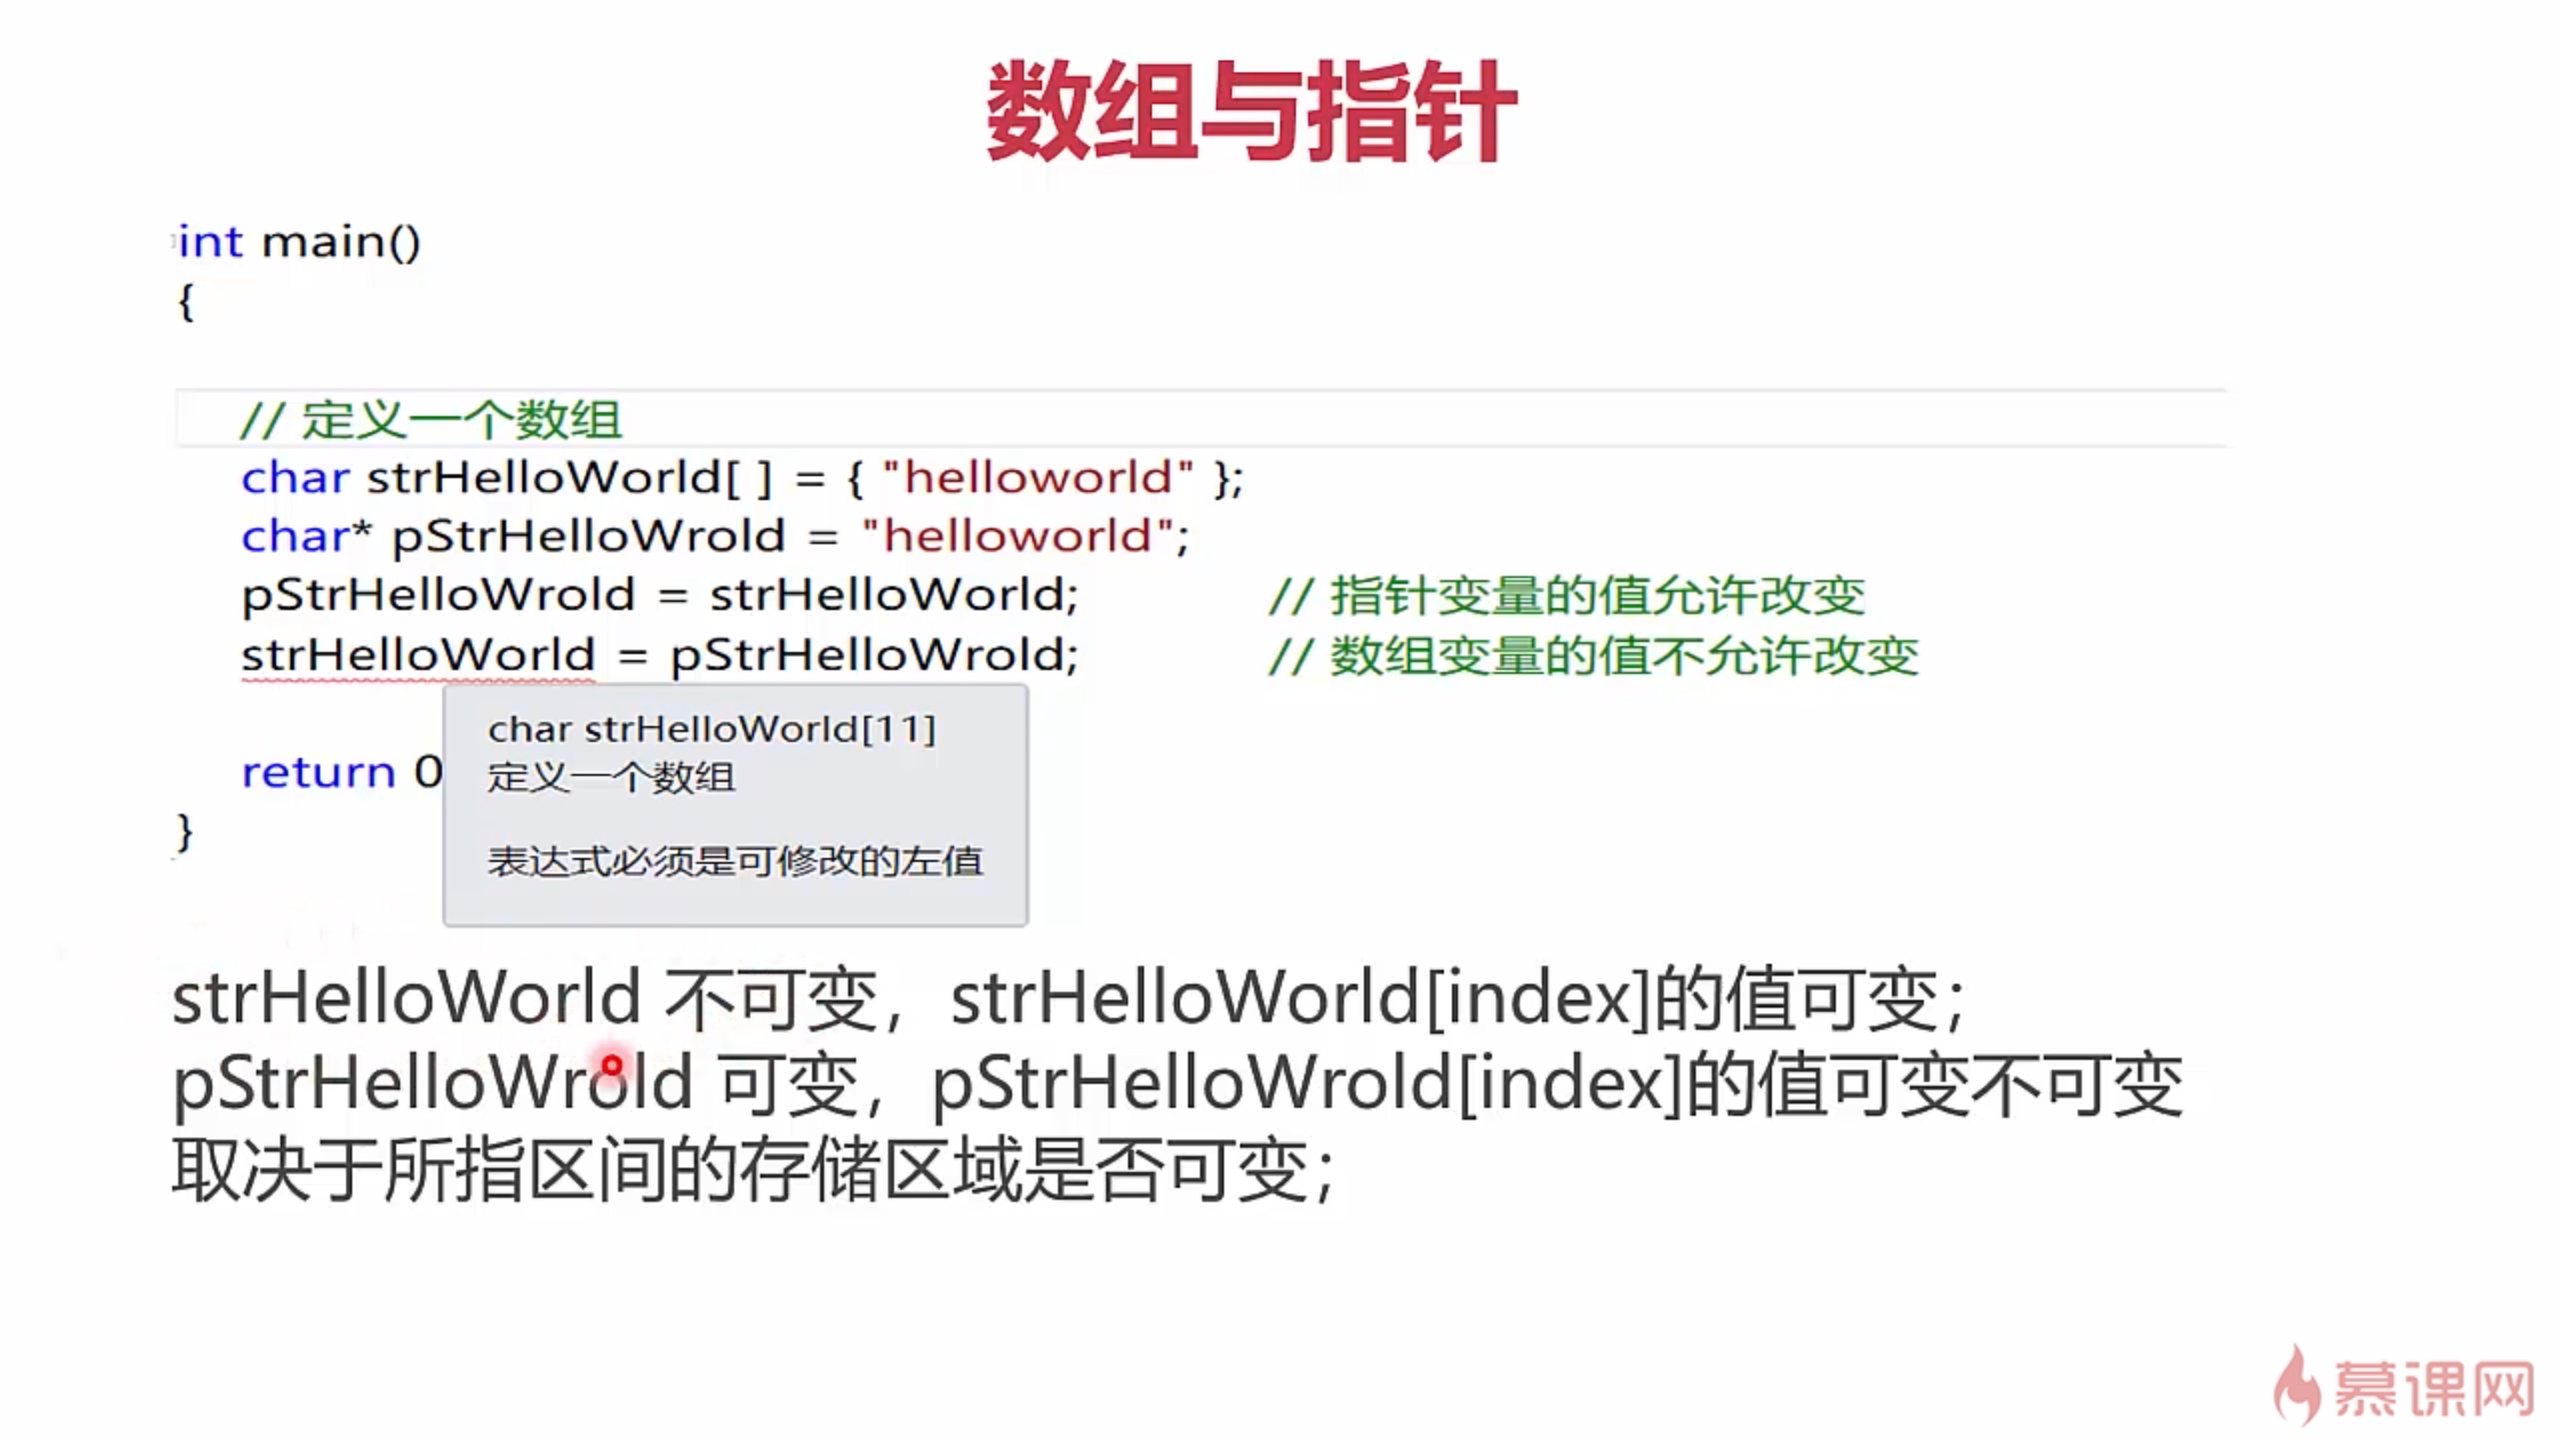 数组与指针
int main()
{
// 定义一个数组
char strHelloWorld[ ] = { "helloworld" };
char* pStrHelloWrold = "helloworld";
pStrHelloWrold = strHelloWorld; // 指针变量的值允许改变
strHelloWorld = pStrHelloWrold; // 数组变量的值不允许改变
char strHelloWorld[11]
定义一个数组
表达式必须是可修改的左值
return 0
}
strHelloWorld 不可变，strHelloWorld[index]的值可变；
pStrHelloWrold 可变，pStrHelloWrold[index]的值可变不可变
取决于所指区间的存储区域是否可变；
慕课网